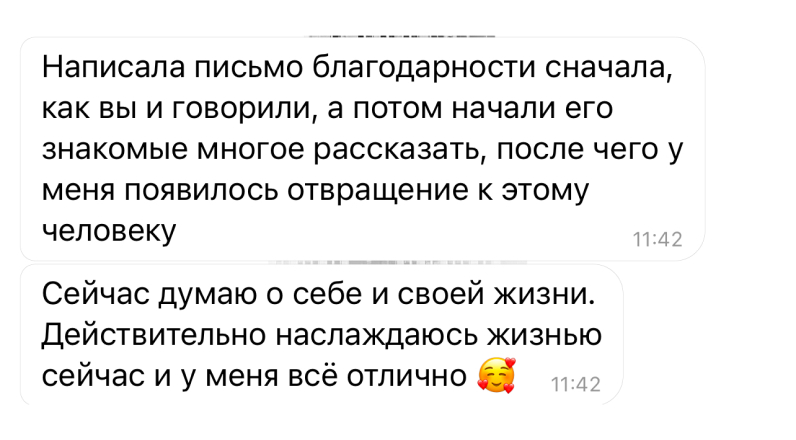 Написала письмо благодарности сначала,
как вы и говорили, а потом начали его
знакомые многое рассказать, после чего у
меня появилось отвращение к этому
человеку
11:42
Сейчас думаю о себе и своей жизни.
Действительно наслаждаюсь жизнью
сейчас и у меня всё отлично 🥰
11:42